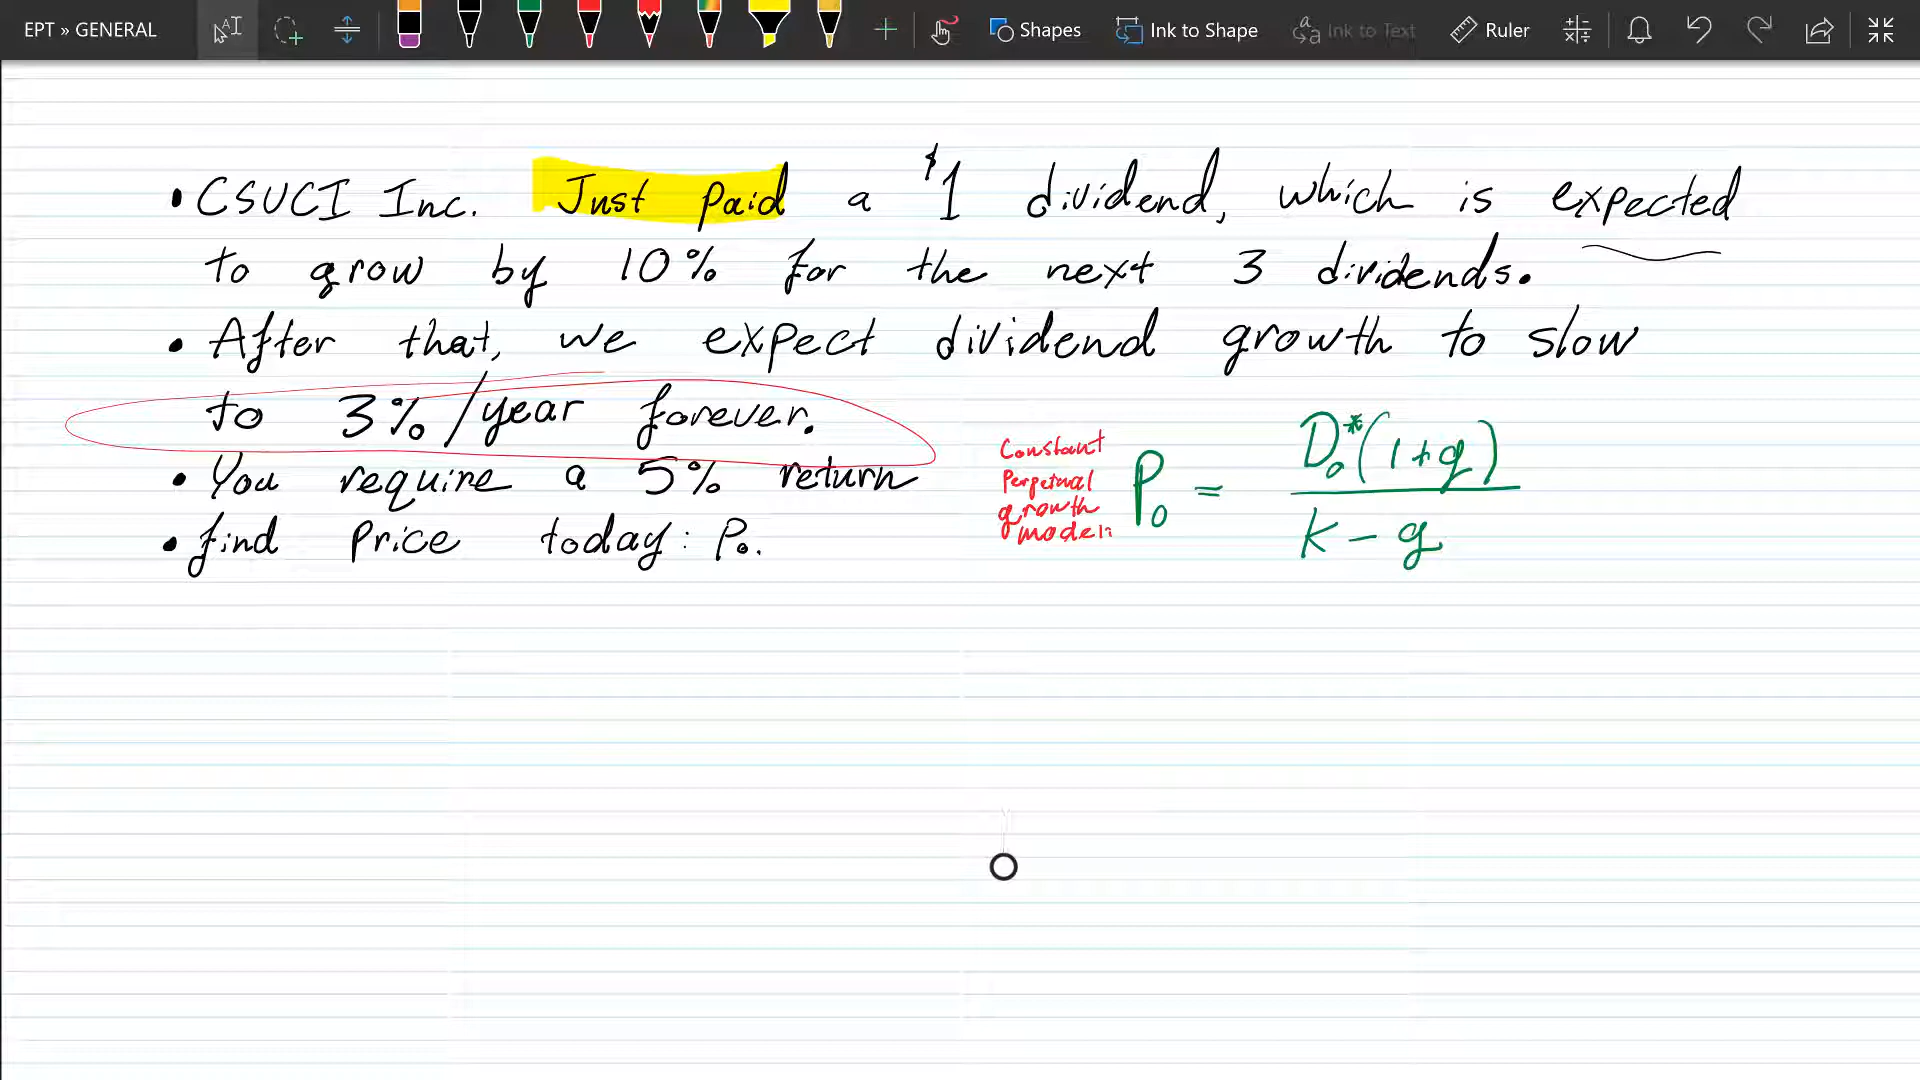 EPT » GENERAL
Shapes
Ink to Shape
Ink to Text
Ruler
• CSUCI Inc. Just Paid a $1 dividend, which is expected
to grow by 10% for the next 3 dividends.
• After that, we expect dividend growth to slow
to 3%/year forever.
• You require a 5% return
• find Price today: P₀.
Constant
Perpetual
growth
model:
P₀ = D₀*(1+g)
k - g